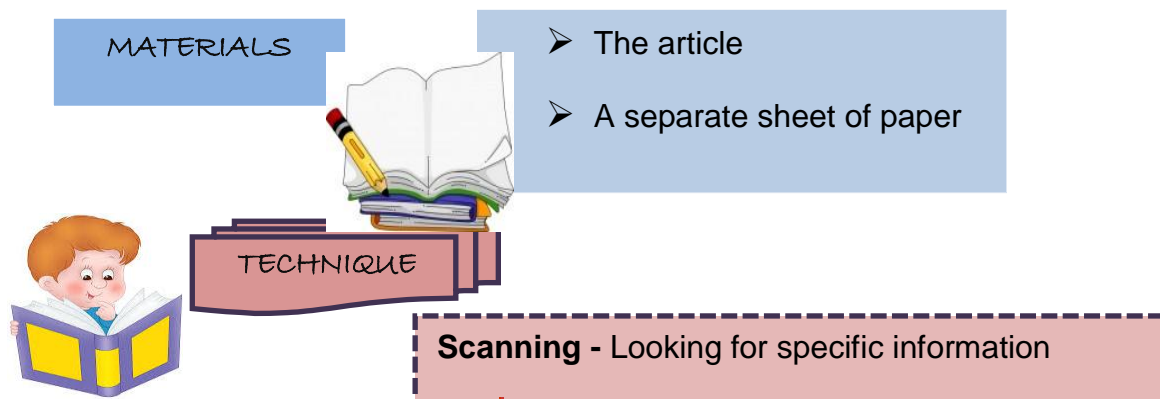 MATERIALS
➢ The article
➢ A separate sheet of paper
TECHNIQUE
Scanning - Looking for specific information